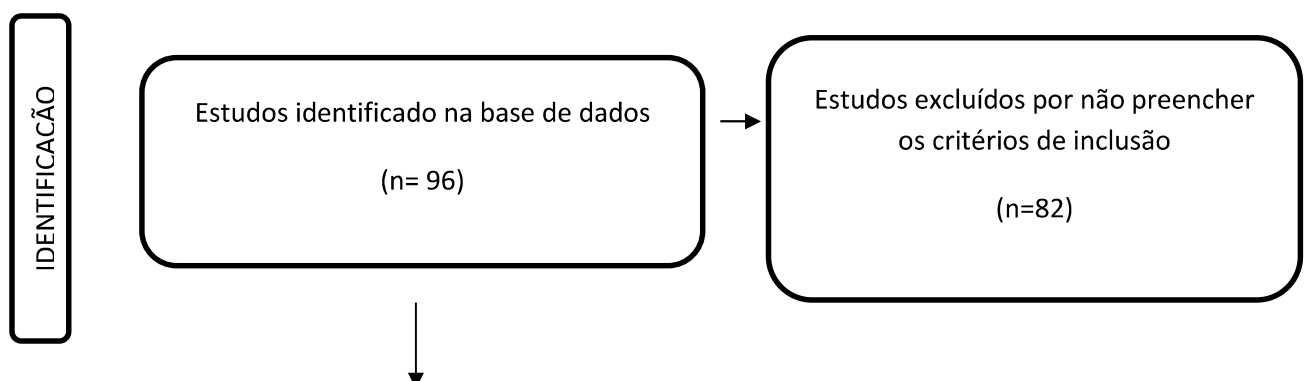 IDENTIFICAÇÃO
Estudos identificado na base de dados
(n= 96)
Estudos excluídos por não preencher
os critérios de inclusão
(n=82)